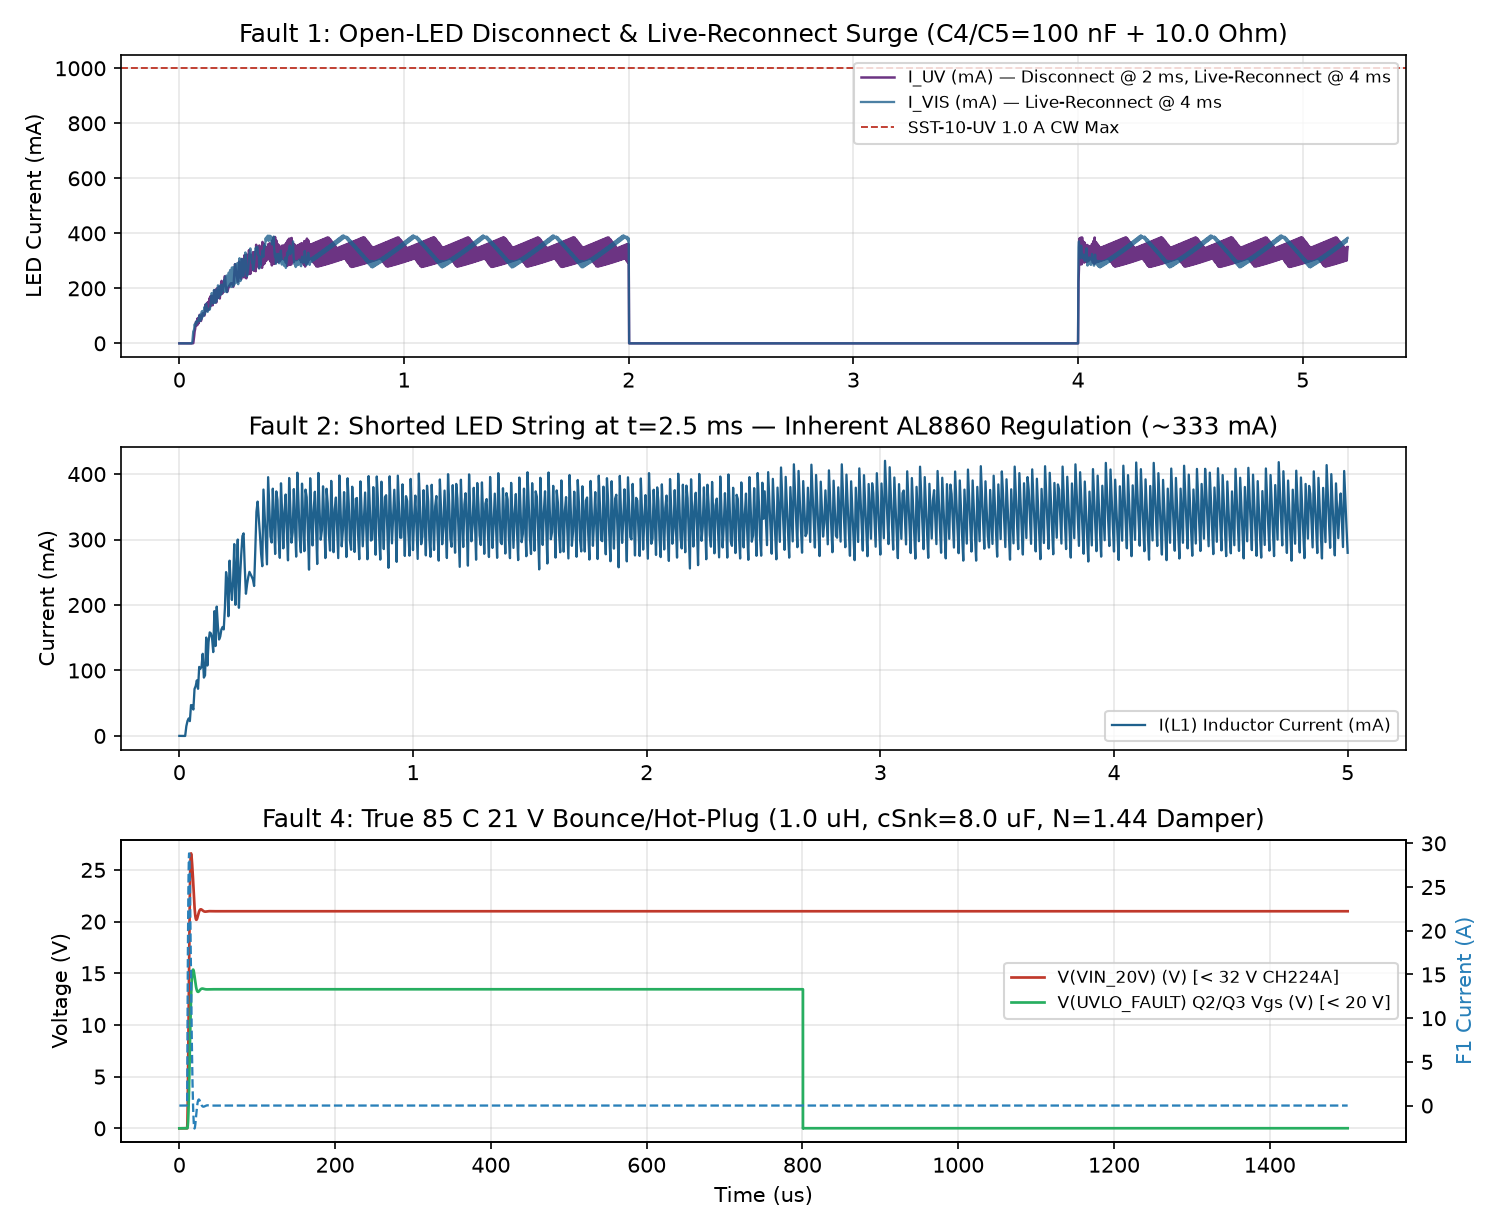 Fault 1: Open-LED Disconnect & Live-Reconnect Surge (C4/C5=100 nF + 10.0 Ohm)
LED Current (mA)
1000
800
600
400
200
0
I_UV (mA) — Disconnect @ 2 ms, Live-Reconnect @ 4 ms
I_VIS (mA) — Live-Reconnect @ 4 ms
SST-10-UV 1.0 A CW Max
0 1 2 3 4 5
Fault 2: Shorted LED String at t=2.5 ms — Inherent AL8860 Regulation (~333 mA)
Current (mA)
400
300
200
100
0
I(L1) Inductor Current (mA)
0 1 2 3 4 5
Fault 4: True 85 C 21 V Bounce/Hot-Plug (1.0 uH, cSnk=8.0 uF, N=1.44 Damper)
Voltage (V)
25
20
15
10
5
0
V(VIN_20V) (V) [< 32 V CH224A]
V(UVLO_FAULT) Q2/Q3 Vgs (V) [< 20 V]
30
25
20
15
10
5
0
F1 Current (A)
0 200 400 600 800 1000 1200 1400
Time (us)